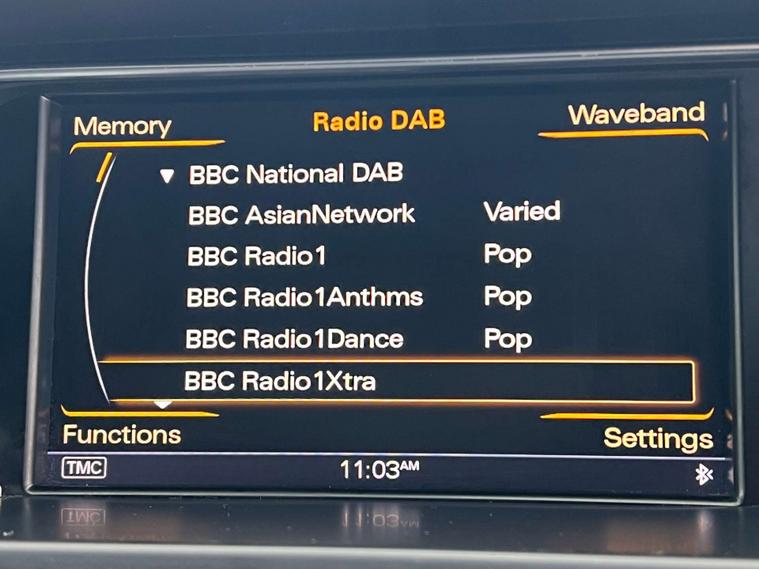 Memory Radio DAB Waveband
BBC National DAB
BBC AsianNetwork Varied
BBC Radio1 Pop
BBC Radio1Anthms Pop
BBC Radio1Dance Pop
BBC Radio1Xtra
Functions Settings
TMC 11:03AM